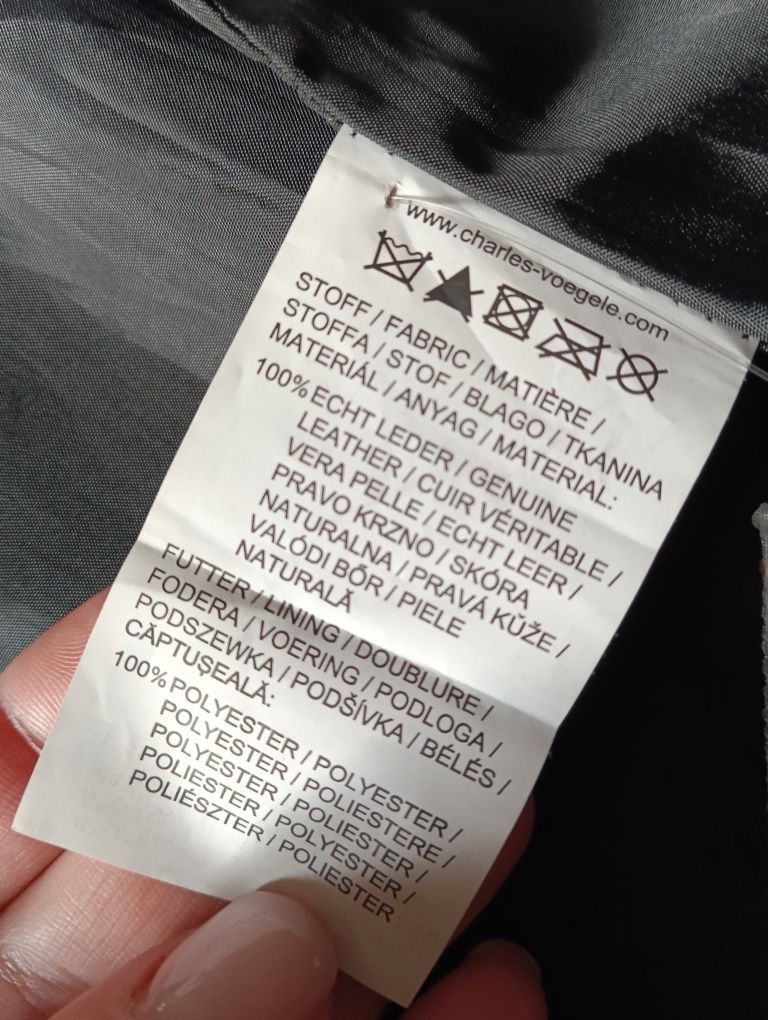 www.charles-voegele.com
STOFF / FABRIC / MATIÈRE /
STOFFA / STOF / BLAGO / TKANINA
MATERIÁL / ANYAG / MATERIAL:
100% ECHT LEDER / GENUINE
LEATHER / CUIR VÉRITABLE /
VERA PELLE / ECHT LEER /
PRAVO KRZNO / SKÓRA
NATURALNA / PRAVÁ KŮŽE /
VALÓDI BŐR / PIELE
NATURALĂ
FUTTER / LINING / DOUBLURE /
FODERA / VOERING / PODLOGA /
PODSZEWKA / PODŠÍVKA / BÉLÉS /
CĂPTUŞEALĂ:
100% POLYESTER / POLYESTER /
POLYESTER / POLIESTERE /
POLYESTER / POLIESTER /
POLIESTER / POLYESTER /
POLIÉSZTER / POLIESTER